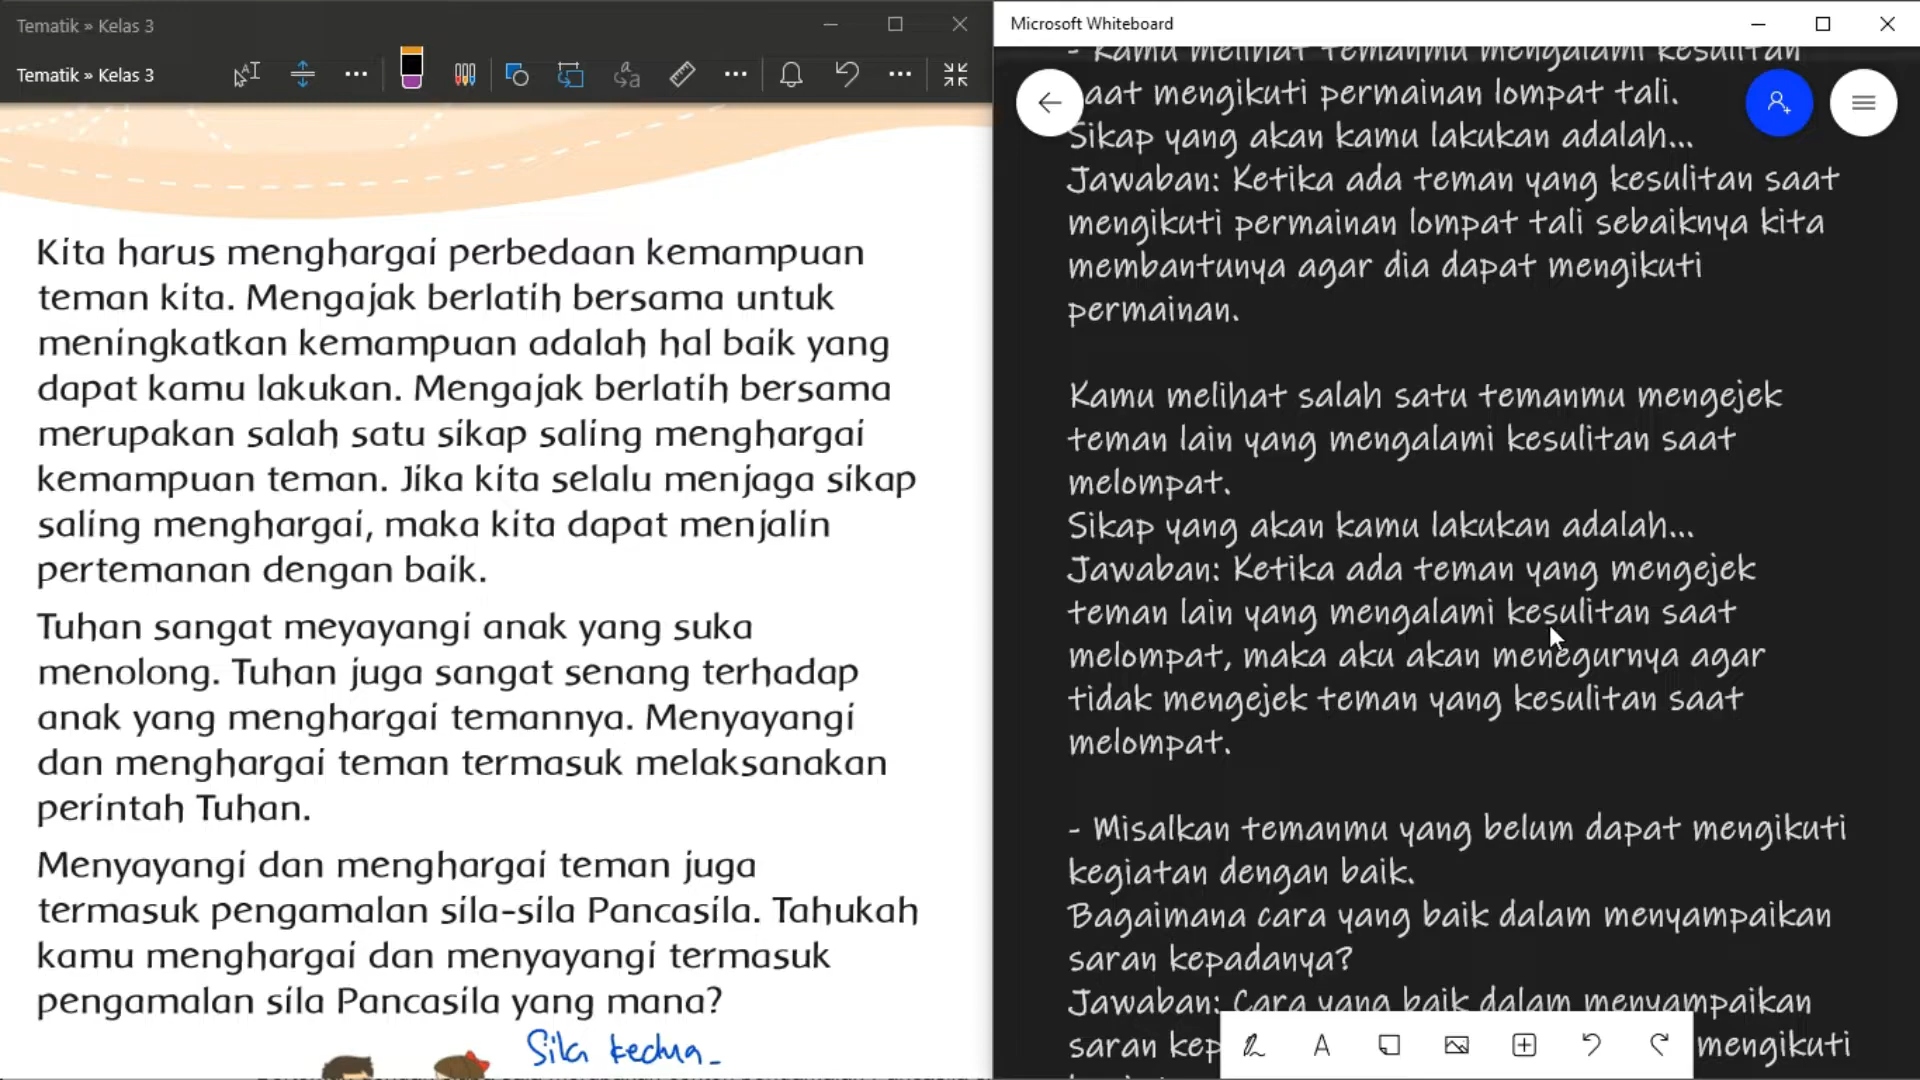 Tematik » Kelas 3
Tematik » Kelas 3
Kita harus menghargai perbedaan kemampuan
teman kita. Mengajak berlatih bersama untuk
meningkatkan kemampuan adalah hal baik yang
dapat kamu lakukan. Mengajak berlatih bersama
merupakan salah satu sikap saling menghargai
kemampuan teman. Jika kita selalu menjaga sikap
saling menghargai, maka kita dapat menjalin
pertemanan dengan baik.
Tuhan sangat meyayangi anak yang suka
menolong. Tuhan juga sangat senang terhadap
anak yang menghargai temannya. Menyayangi
dan menghargai teman termasuk melaksanakan
perintah Tuhan.
Menyayangi dan menghargai teman juga
termasuk pengamalan sila-sila Pancasila. Tahukah
kamu menghargai dan menyayangi termasuk
pengamalan sila Pancasila yang mana?
Sila kedua
Microsoft Whiteboard
- Kamu melihat temanmu mengalami kesulitan
saat mengikuti permainan lompat tali.
Sikap yang akan kamu lakukan adalah...
Jawaban: Ketika ada teman yang kesulitan saat
mengikuti permainan lompat tali sebaiknya kita
membantunya agar dia dapat mengikuti
permainan.
Kamu melihat salah satu temanmu mengejek
teman lain yang mengalami kesulitan saat
melompat.
Sikap yang akan kamu lakukan adalah...
Jawaban: Ketika ada teman yang mengejek
teman lain yang mengalami kesulitan saat
melompat, maka aku akan menegurnya agar
tidak mengejek teman yang kesulitan saat
melompat.
- Misalkan temanmu yang belum dapat mengikuti
kegiatan dengan baik.
Bagaimana cara yang baik dalam menyampaikan
saran kepadanya?
Jawaban: Cara yang baik dalam menyampaikan
saran kep mengikuti